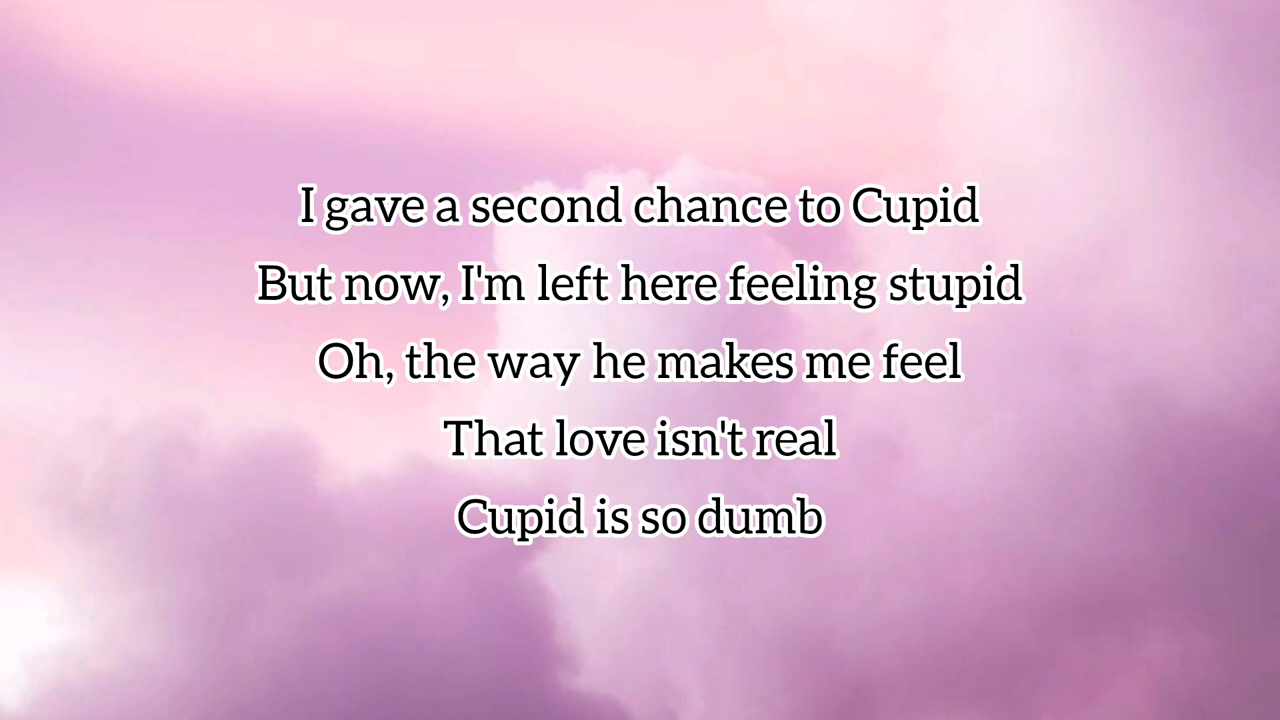 I gave a second chance to Cupid
But now, I'm left here feeling stupid
Oh, the way he makes me feel
That love isn't real
Cupid is so dumb